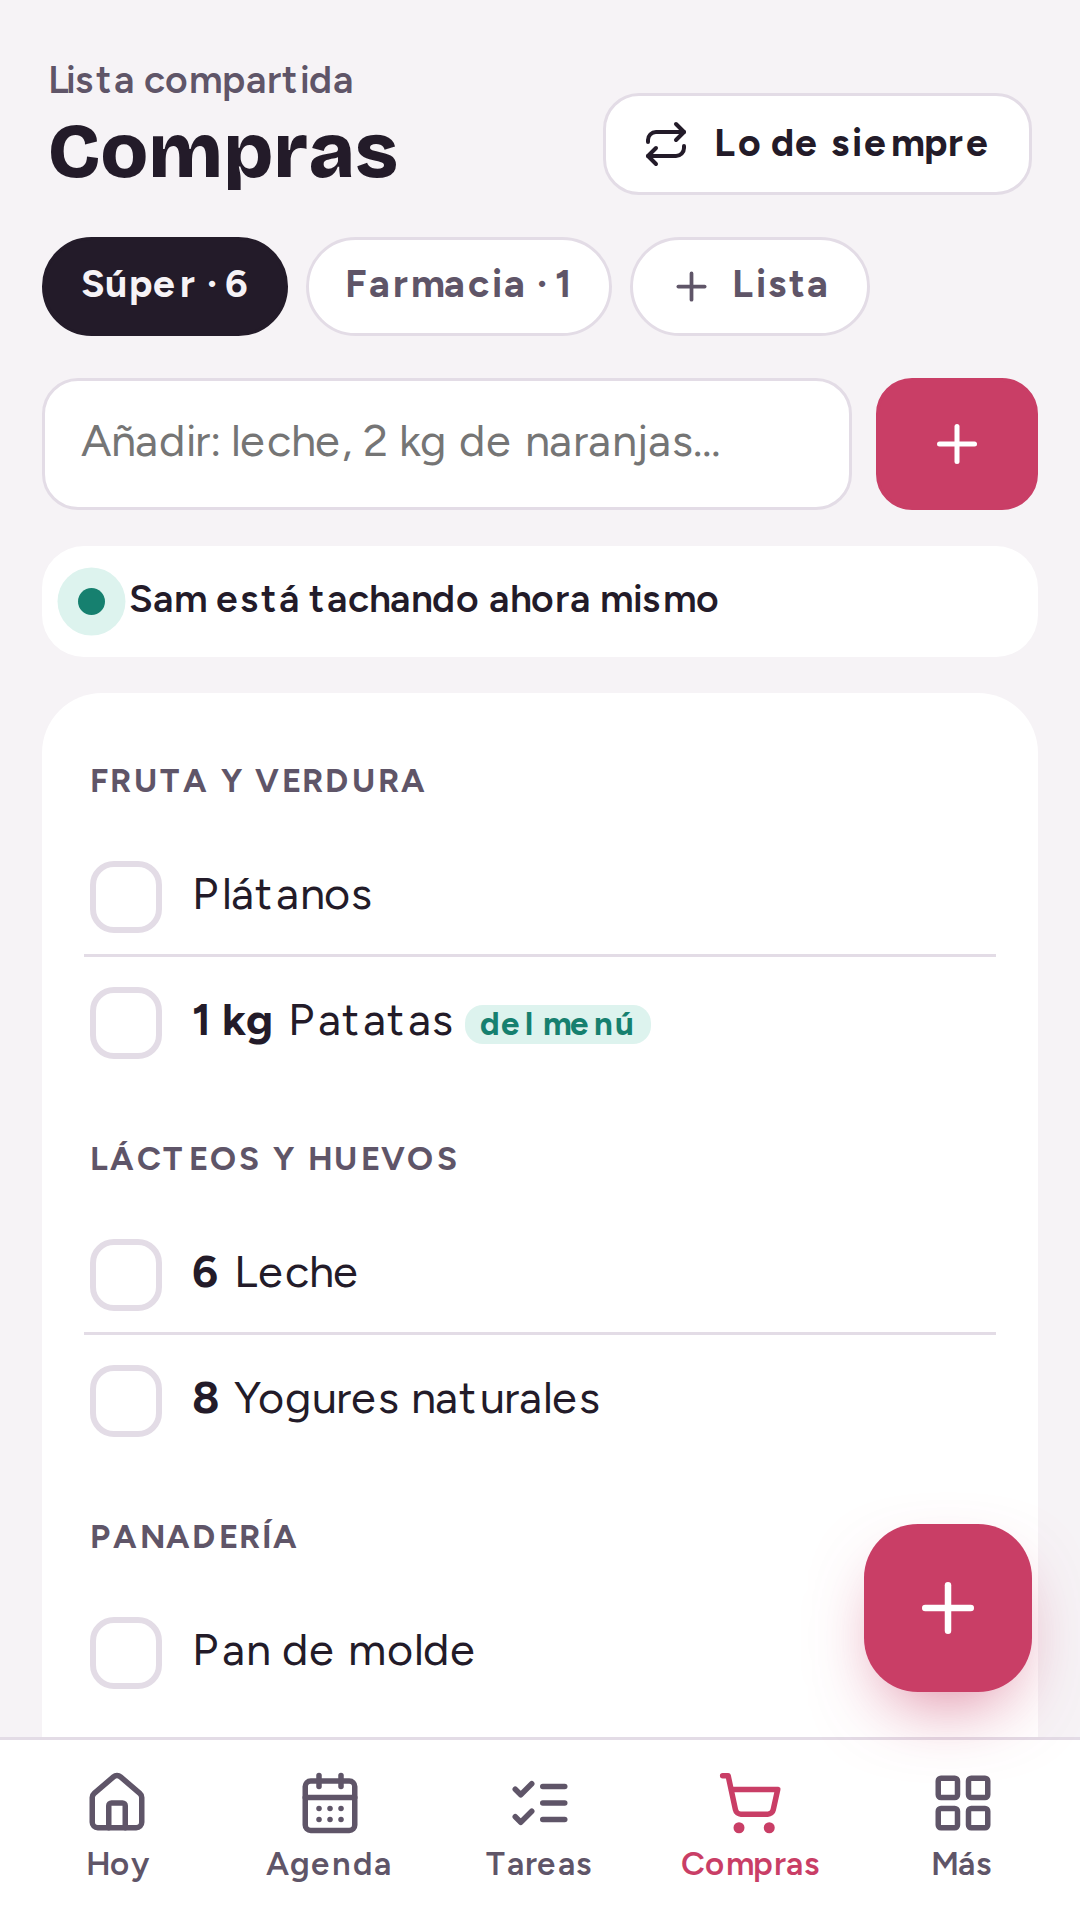 Lista compartida
Compras
Lo de siempre
Súper · 6
Farmacia · 1
Lista
Añadir: leche, 2 kg de naranjas...
Sam está tachando ahora mismo
FRUTA Y VERDURA
Plátanos
1 kg Patatas del menú
LÁCTEOS Y HUEVOS
6 Leche
8 Yogures naturales
PANADERÍA
Pan de molde
Hoy
Agenda
Tareas
Compras
Más